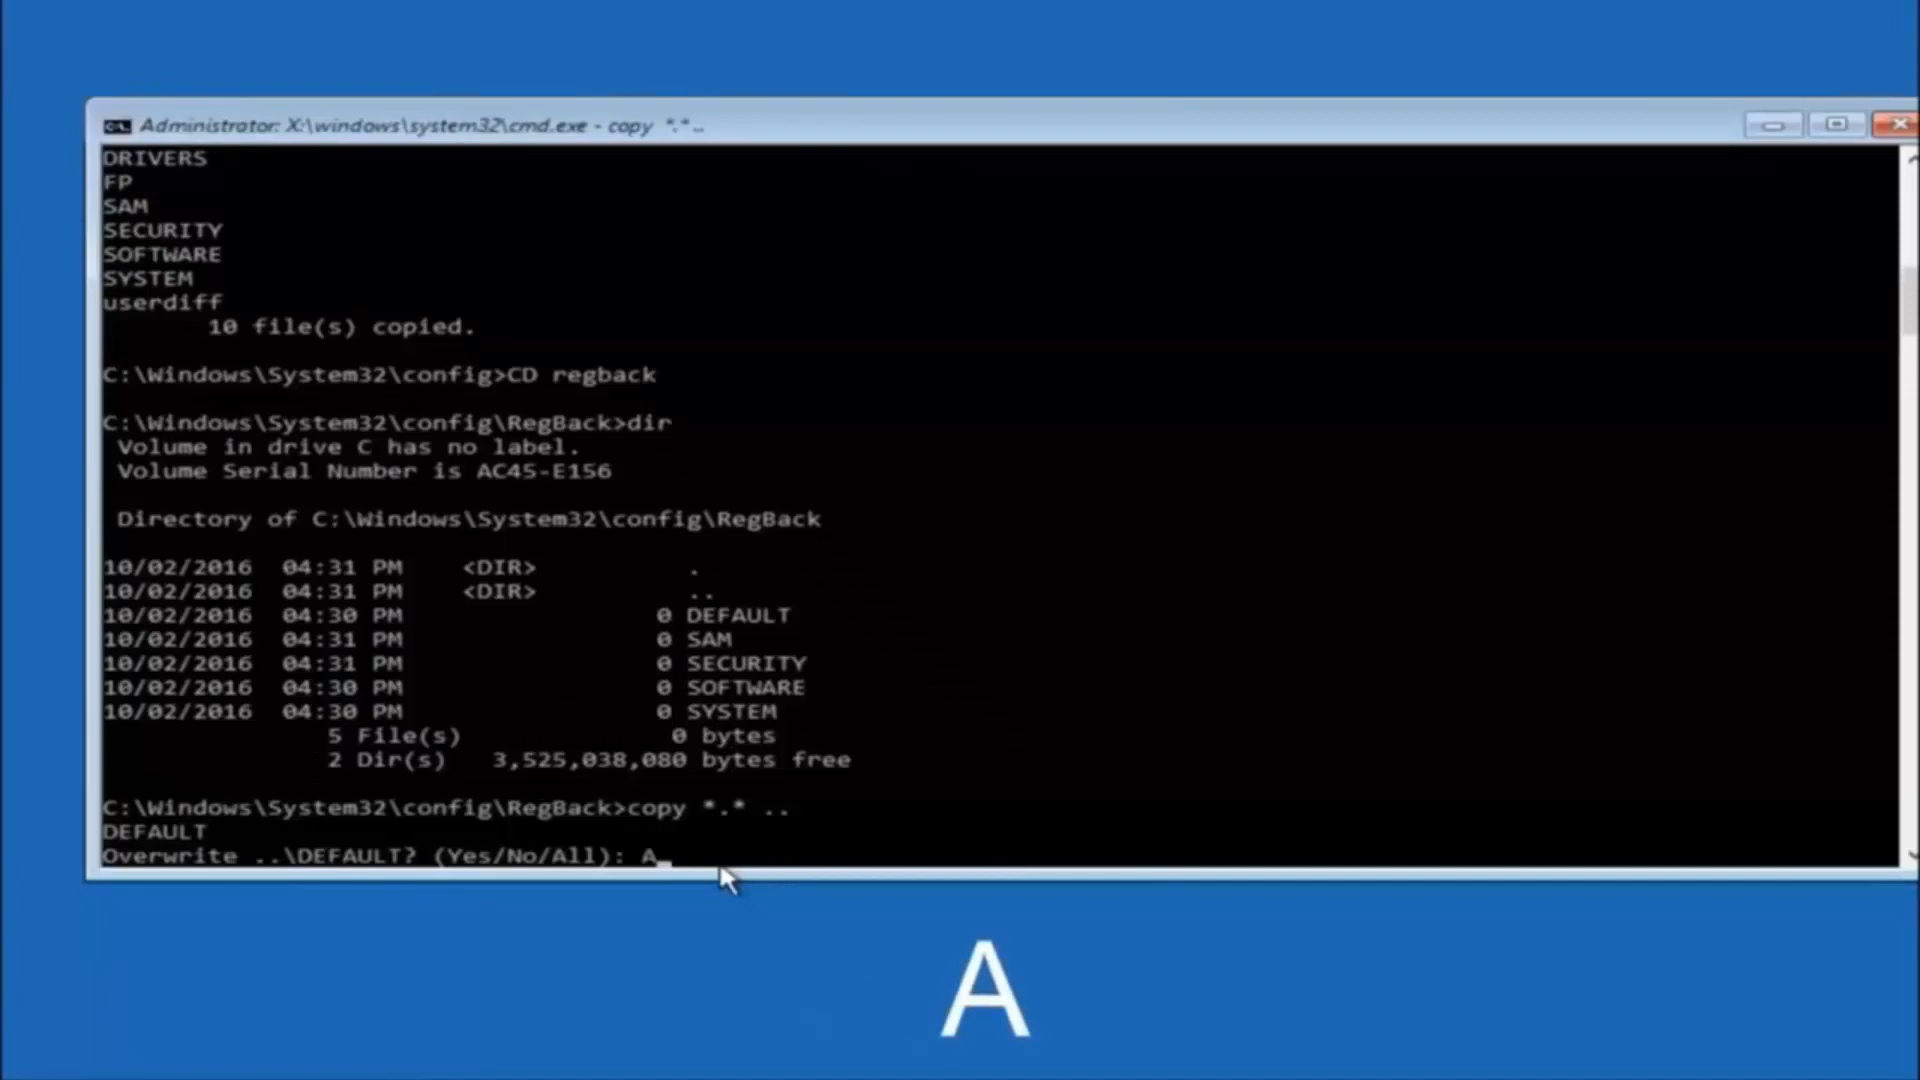 Administrator: X:\windows\system32\cmd.exe - copy *.* ..
DRIVERS
FP
SAM
SECURITY
SOFTWARE
SYSTEM
userdiff
10 file(s) copied.
C:\Windows\System32\config>CD regback
C:\Windows\System32\config\RegBack>dir
Volume in drive C has no label.
Volume Serial Number is AC45-E156
Directory of C:\Windows\System32\config\RegBack
10/02/2016 04:31 PM <DIR> .
10/02/2016 04:31 PM <DIR> ..
10/02/2016 04:30 PM 0 DEFAULT
10/02/2016 04:31 PM 0 SAM
10/02/2016 04:31 PM 0 SECURITY
10/02/2016 04:30 PM 0 SOFTWARE
10/02/2016 04:30 PM 0 SYSTEM
5 File(s) 0 bytes
2 Dir(s) 3,525,038,080 bytes free
C:\Windows\System32\config\RegBack>copy *.* ..
DEFAULT
Overwrite ..\DEFAULT? (Yes/No/All): A_
A